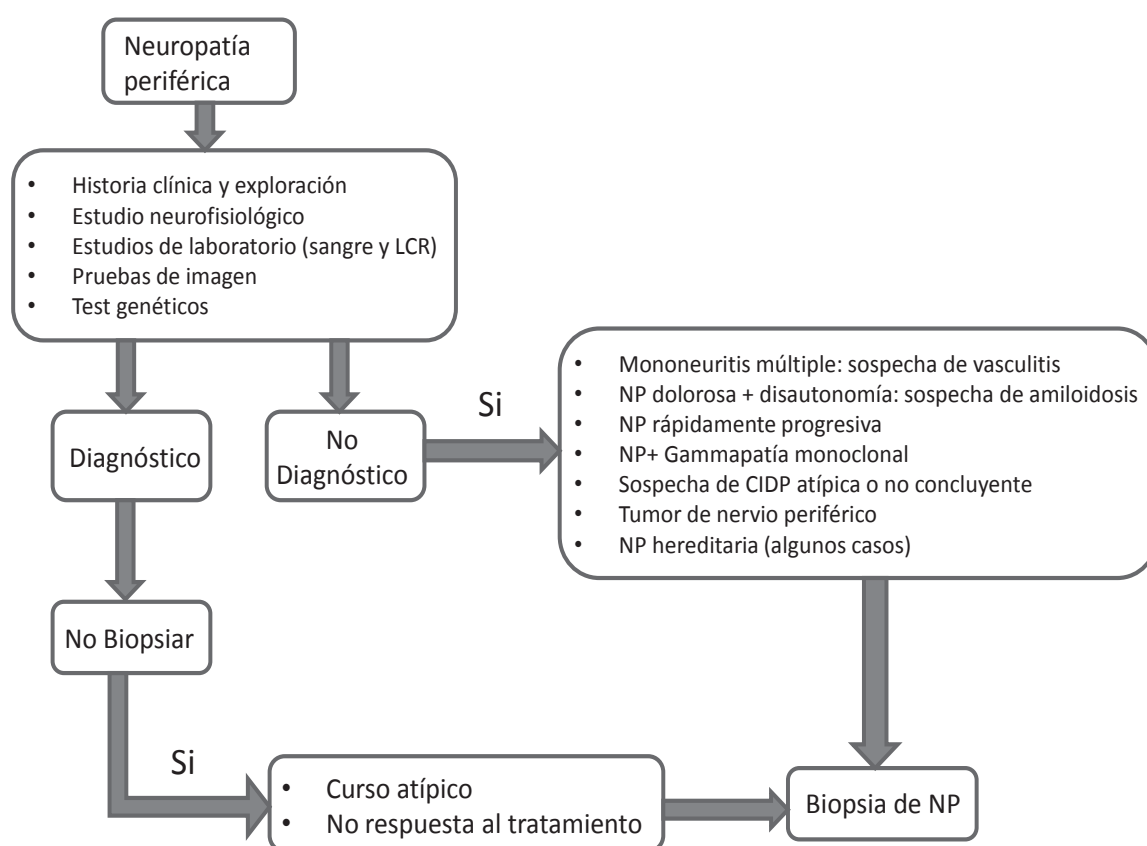 Neuropatía
periférica
• Historia clínica y exploración
• Estudio neurofisiológico
• Estudios de laboratorio (sangre y LCR)
• Pruebas de imagen
• Test genéticos
Diagnóstico
No
Diagnóstico
Si
• Mononeuritis múltiple: sospecha de vasculitis
• NP dolorosa + disautonomía: sospecha de amiloidosis
• NP rápidamente progresiva
• NP+ Gammapatía monoclonal
• Sospecha de CIDP atípica o no concluyente
• Tumor de nervio periférico
• NP hereditaria (algunos casos)
No Biopsiar
Si
• Curso atípico
• No respuesta al tratamiento
Biopsia de NP